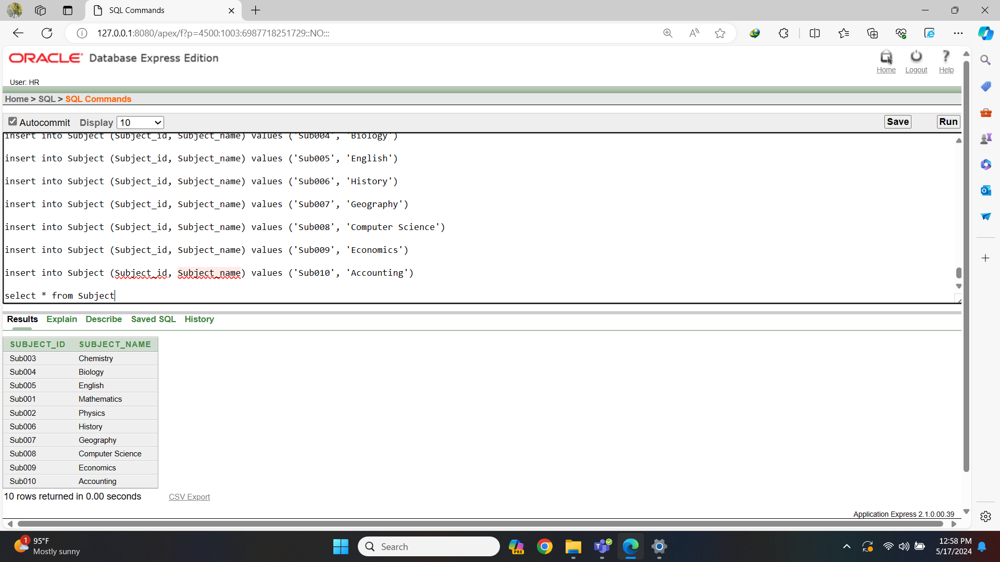 SQL Commands
127.0.0.1:8080/apex/f?p=4500:1003:6987718251729::NO:::
ORACLE Database Express Edition
Home Logout Help
User: HR
Home > SQL > SQL Commands
Autocommit Display 10 Save Run
insert into Subject (Subject_id, Subject_name) values ('Sub004', 'Biology')
insert into Subject (Subject_id, Subject_name) values ('Sub005', 'English')
insert into Subject (Subject_id, Subject_name) values ('Sub006', 'History')
insert into Subject (Subject_id, Subject_name) values ('Sub007', 'Geography')
insert into Subject (Subject_id, Subject_name) values ('Sub008', 'Computer Science')
insert into Subject (Subject_id, Subject_name) values ('Sub009', 'Economics')
insert into Subject (Subject_id, Subject_name) values ('Sub010', 'Accounting')
select * from Subject
Results Explain Describe Saved SQL History
SUBJECT_ID SUBJECT_NAME
Sub003 Chemistry
Sub004 Biology
Sub005 English
Sub001 Mathematics
Sub002 Physics
Sub006 History
Sub007 Geography
Sub008 Computer Science
Sub009 Economics
Sub010 Accounting
10 rows returned in 0.00 seconds CSV Export
Application Express 2.1.0.00.39
1 95°F
Mostly sunny
Search
PRE
12:58 PM
5/17/2024